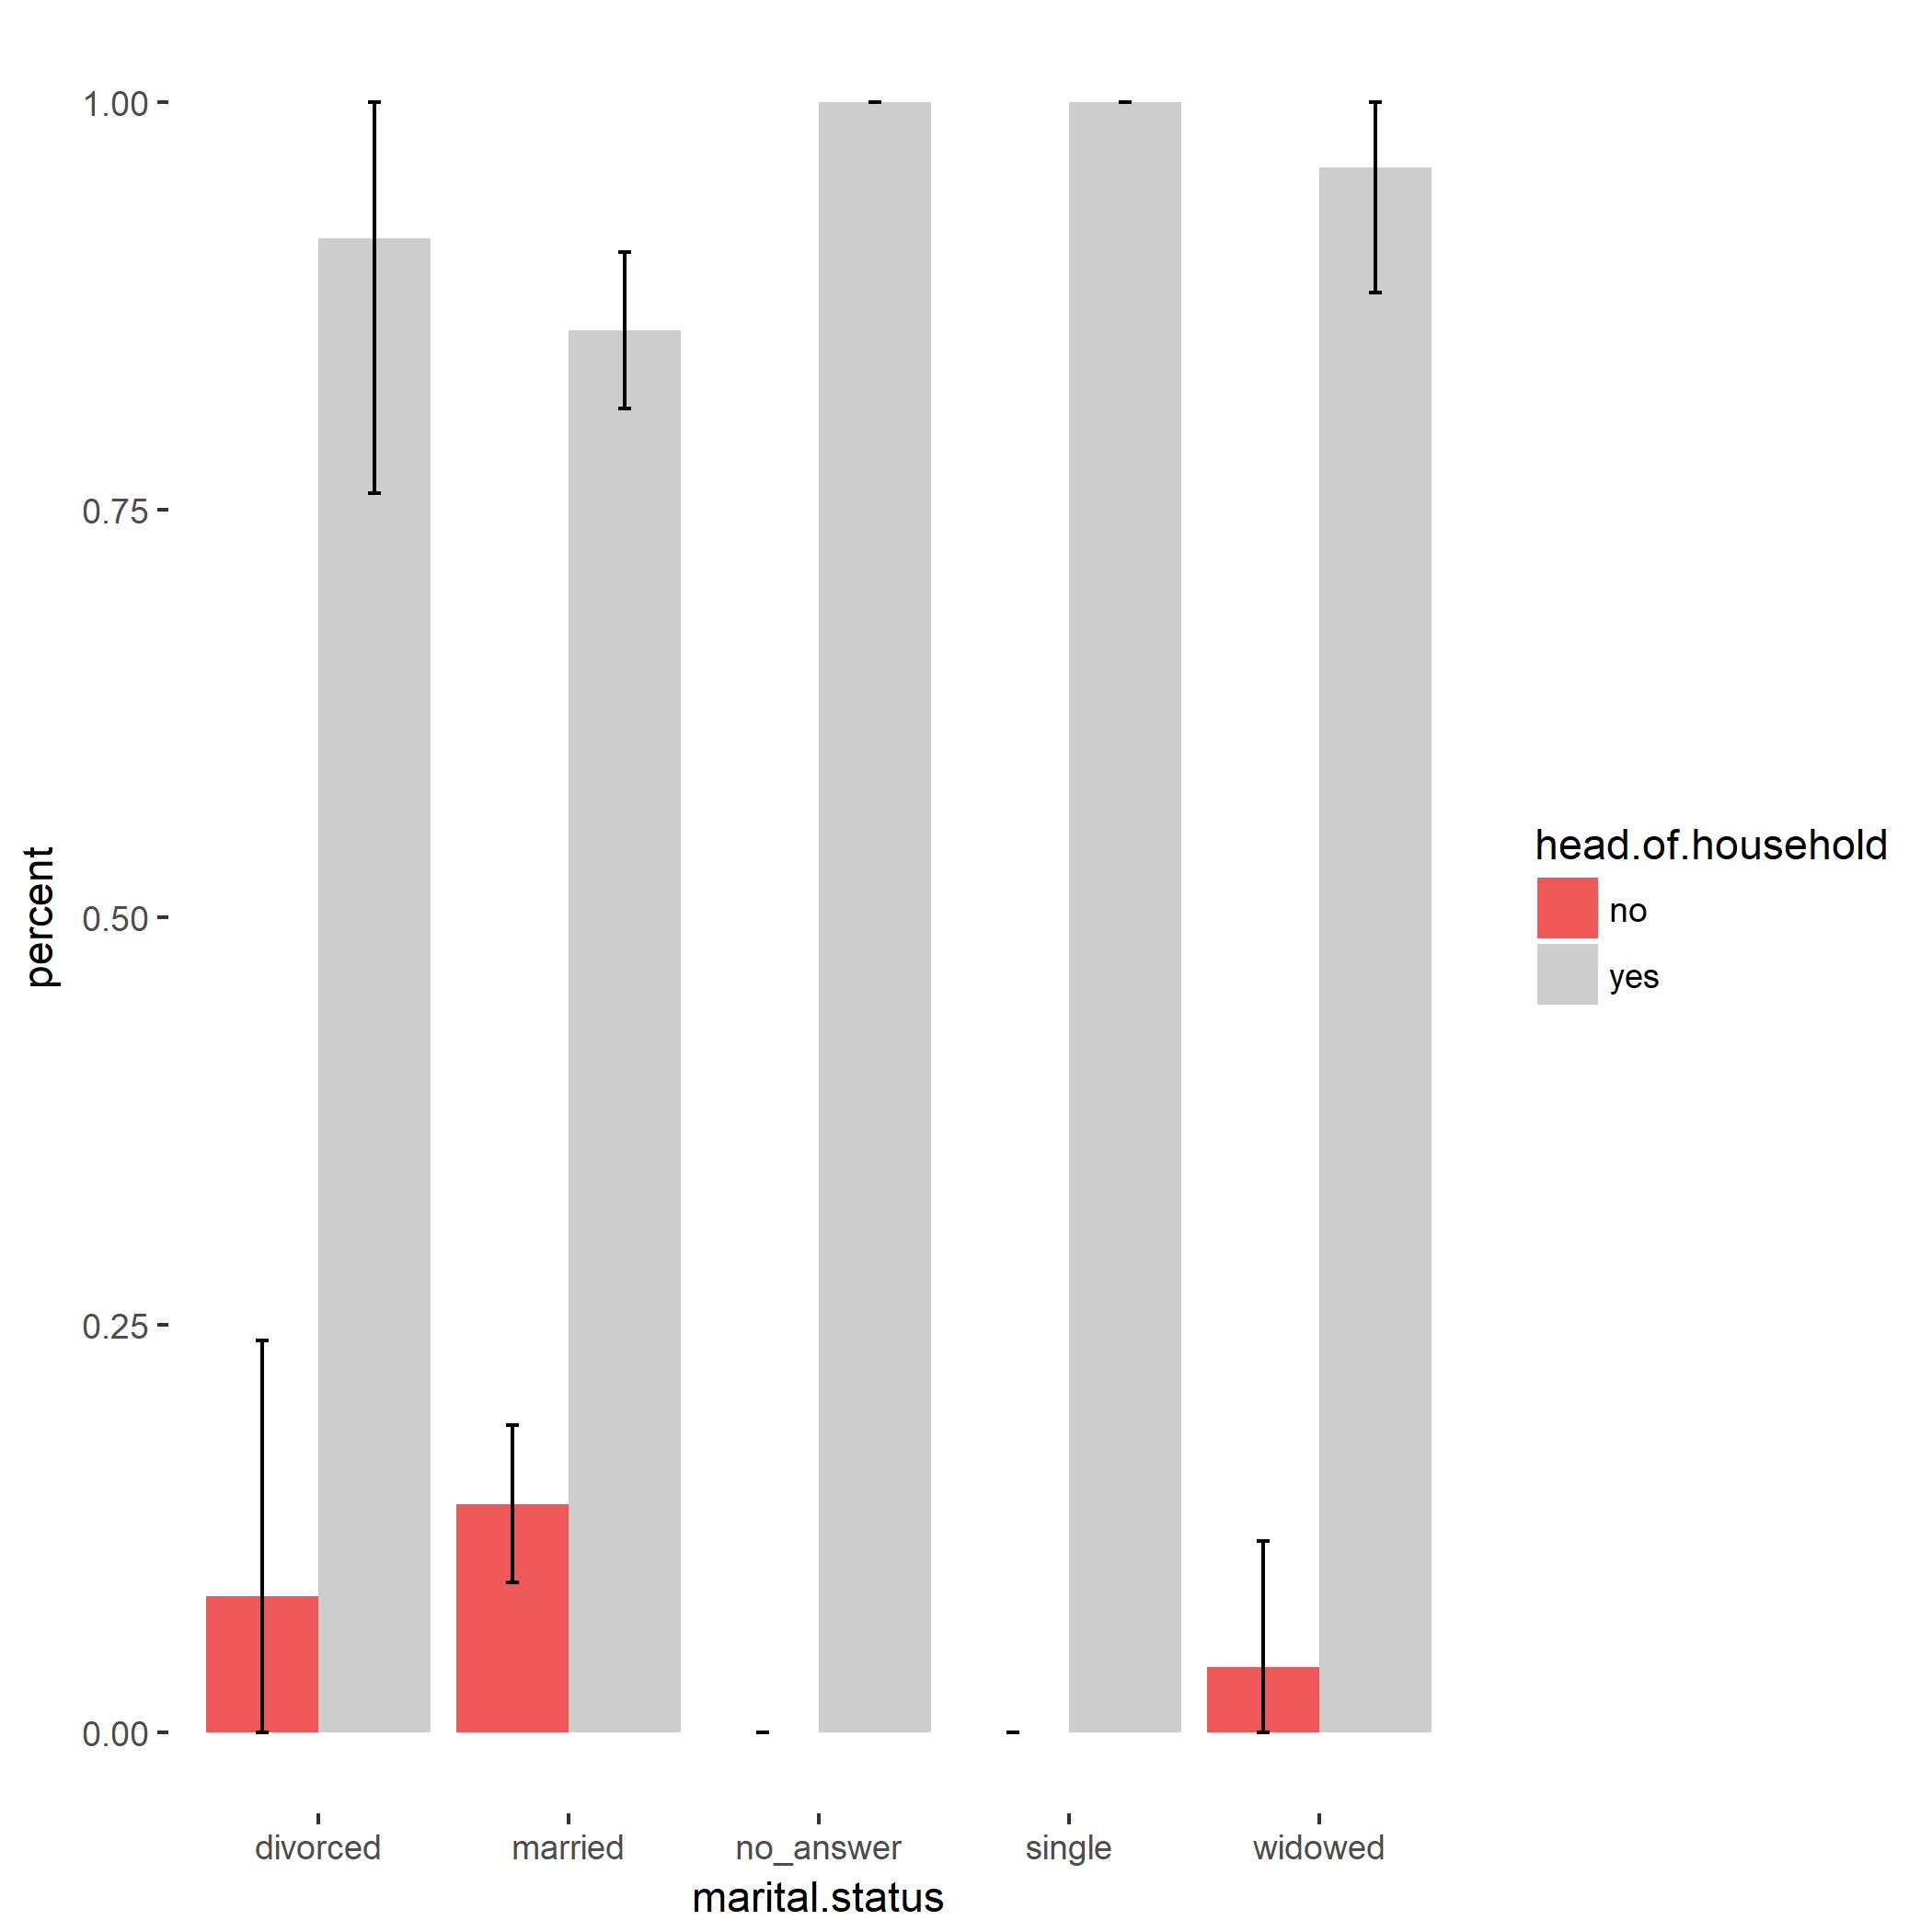 percent
1.00
0.75
0.50
0.25
0.00
divorced married no_answer single widowed
marital.status
head.of.household
no
yes